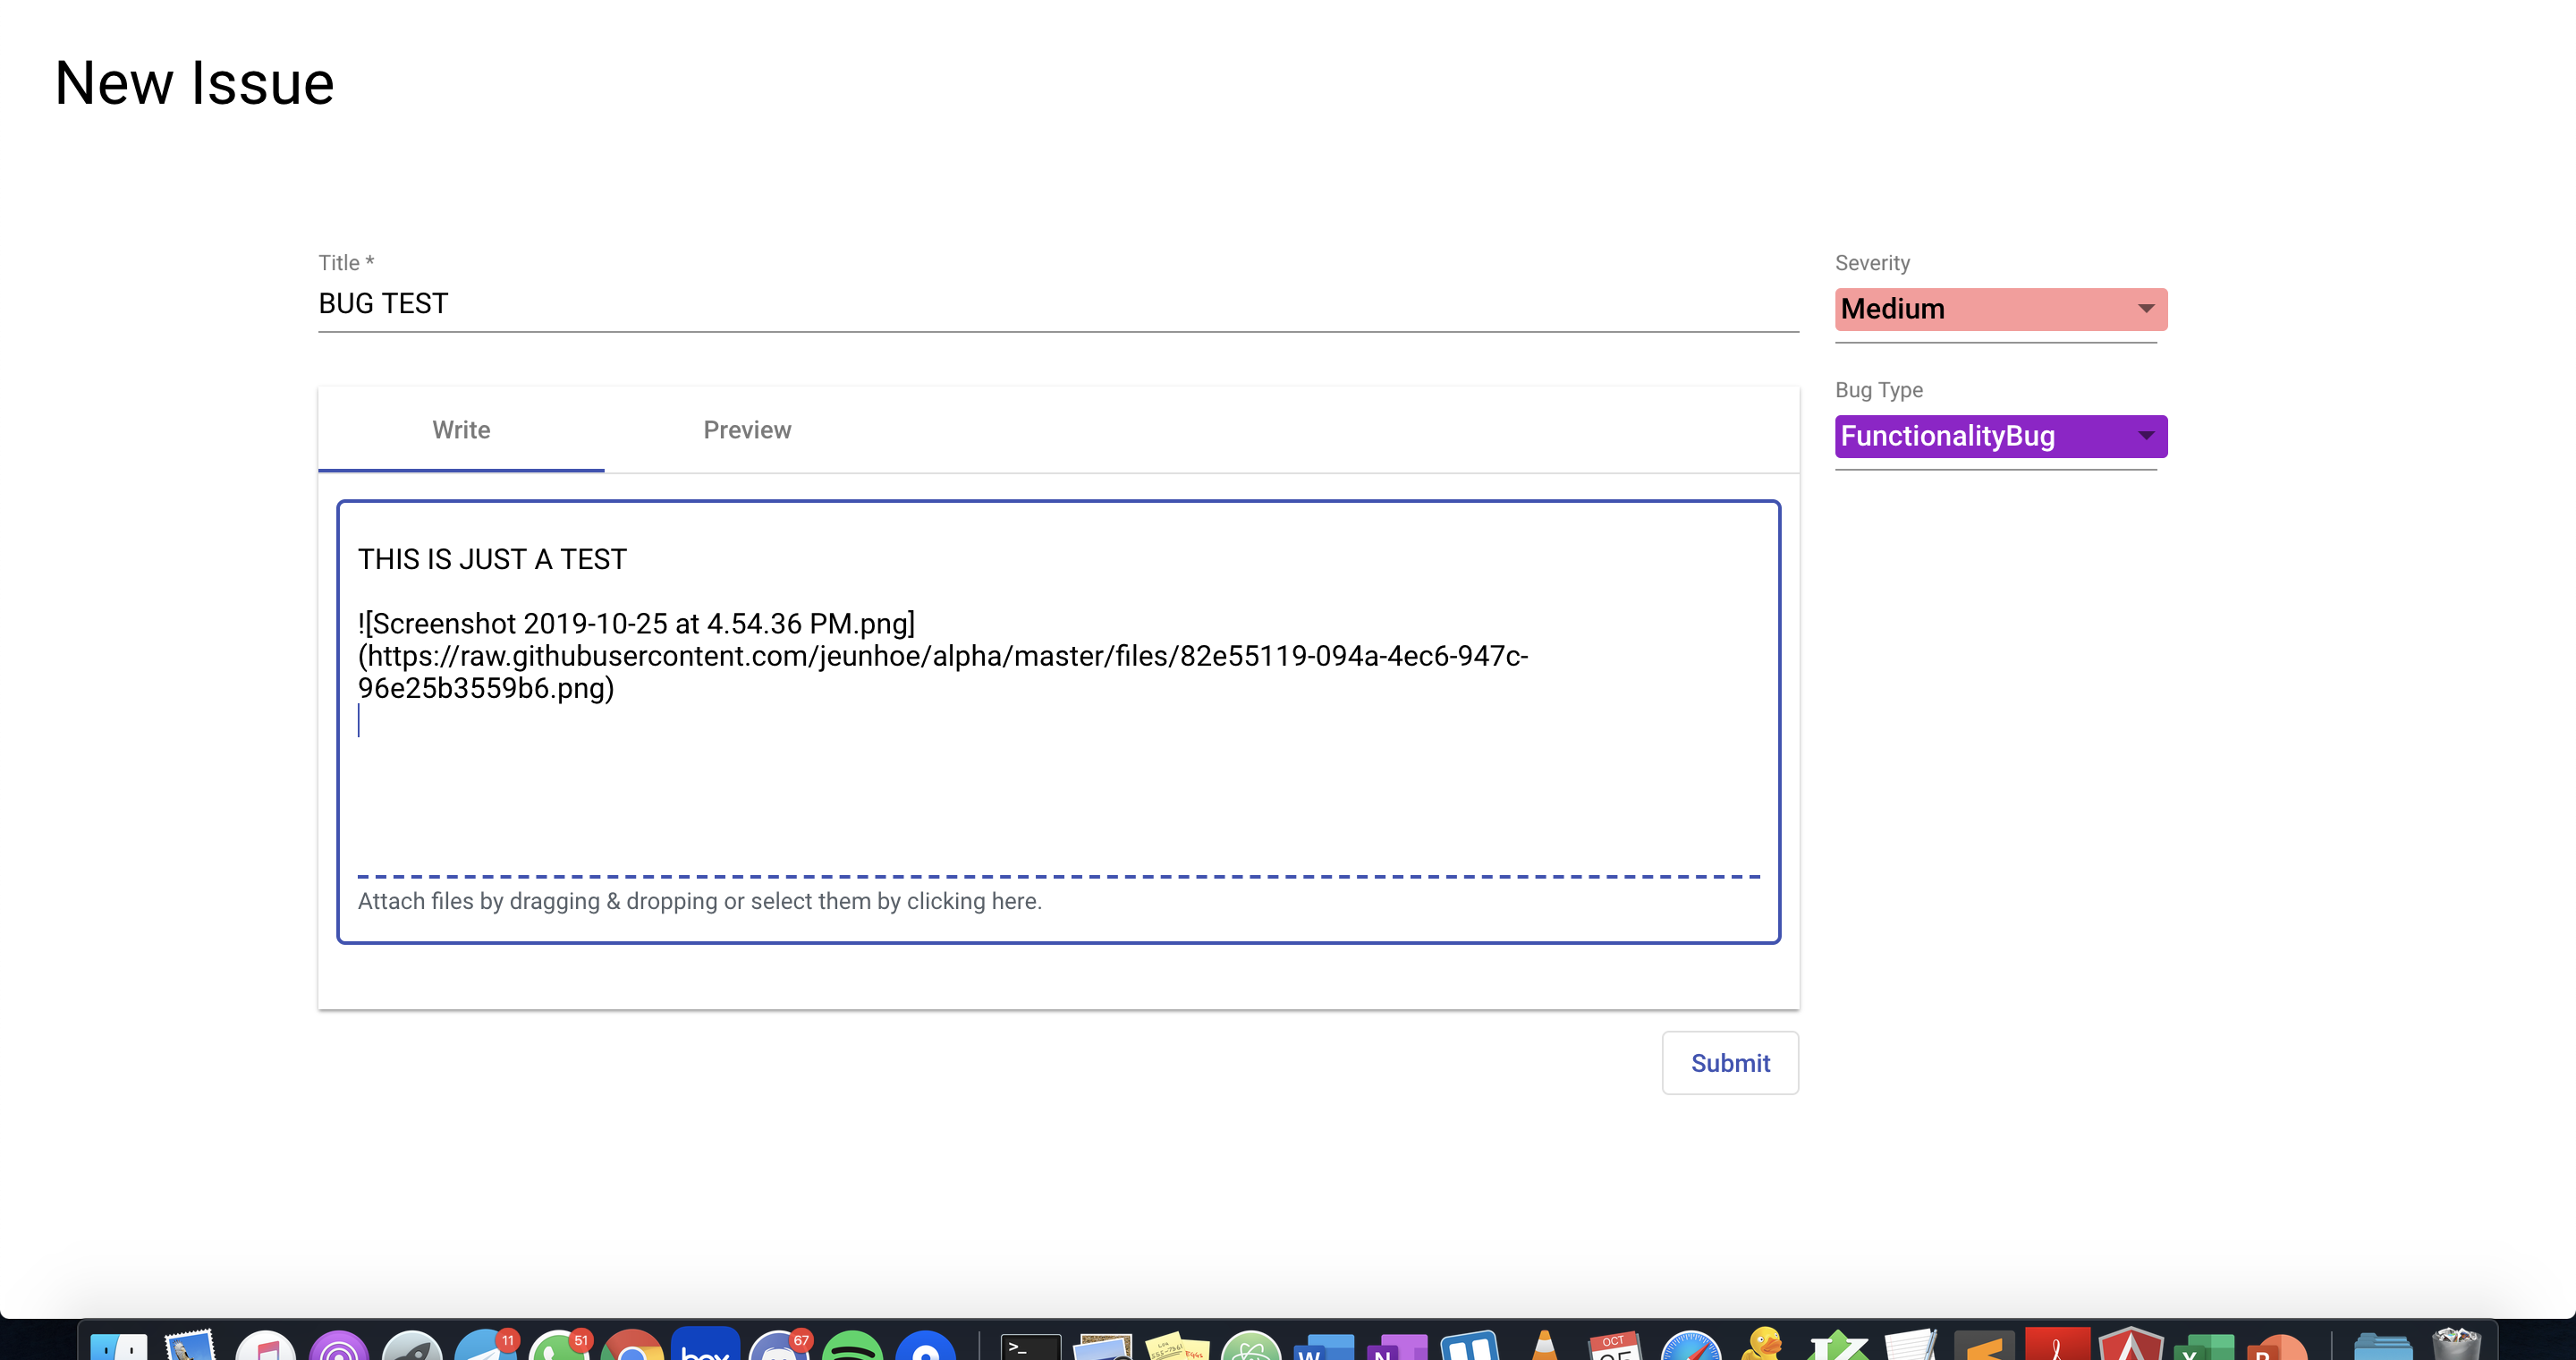 New Issue
Title *
BUG TEST
Severity
Medium
Bug Type
FunctionalityBug
Write
Preview
THIS IS JUST A TEST
![Screenshot 2019-10-25 at 4.54.36 PM.png]
(https://raw.githubusercontent.com/jeunhoe/alpha/master/files/82e55119-094a-4ec6-947c-
96e25b3559b6.png)
Attach files by dragging & dropping or select them by clicking here.
Submit
11
51
box
67
>_
W
N
OCT
25
X
P